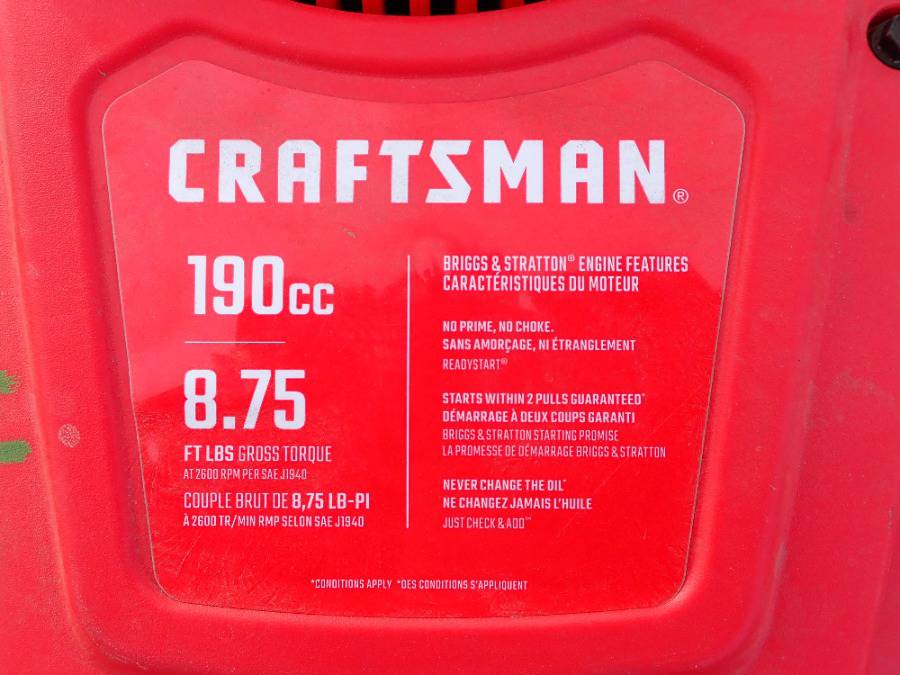 CRAFTSMAN®
190cc
8.75
FT LBS GROSS TORQUE
AT 2600 RPM PER SAE J1940
COUPLE BRUT DE 8,75 LB-PI
À 2600 TR/MIN RMP SELON SAE J1940
BRIGGS & STRATTON® ENGINE FEATURES
CARACTÉRISTIQUES DU MOTEUR
NO PRIME, NO CHOKE.
SANS AMORÇAGE, NI ÉTRANGLEMENT
READYSTART®
STARTS WITHIN 2 PULLS GUARANTEED*
DÉMARRAGE À DEUX COUPS GARANTI
BRIGGS & STRATTON STARTING PROMISE
LA PROMESSE DE DÉMARRAGE BRIGGS & STRATTON
NEVER CHANGE THE OIL*
NE CHANGEZ JAMAIS L'HUILE
JUST CHECK & ADD™
*CONDITIONS APPLY *DES CONDITIONS S'APPLIQUENT